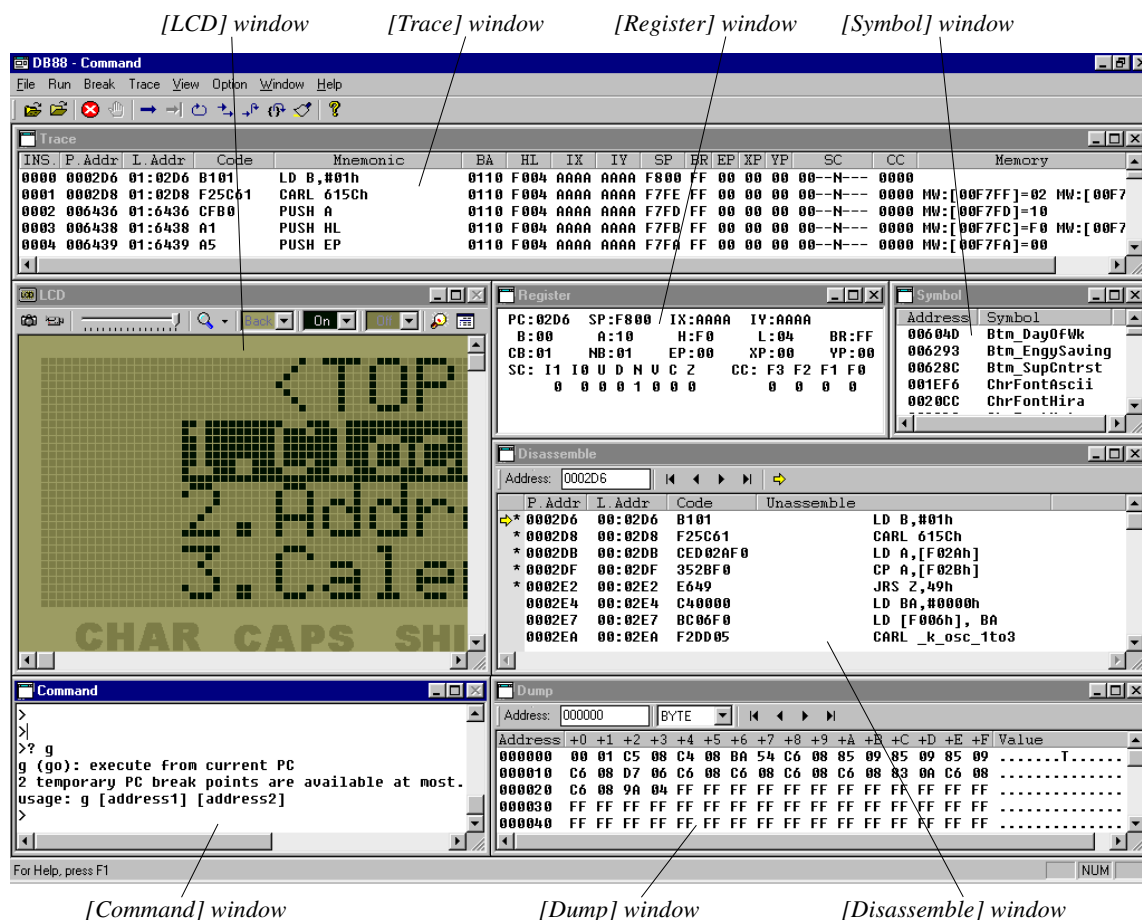 [LCD] window [Trace] window [Register] window [Symbol] window
DB88 - Command
File Run Break Trace View Option Window Help
Trace
INS. P.Addr L.Addr Code Mnemonic BA HL IX IY SP BR EP XP YP SC CC Memory
0000 0002D6 01:02D6 B101 LD B,#01h 0110 F004 AAAA AAAA F800 FF 00 00 00 00--N--- 0000
0001 0002D8 01:02D8 F25C61 CARL 615Ch 0110 F004 AAAA AAAA F7FE FF 00 00 00 00--N--- 0000 MW:[00F7FF]=02 MW:[00F7
0002 006436 01:6436 CFB0 PUSH A 0110 F004 AAAA AAAA F7FD FF 00 00 00 00--N--- 0000 MW:[00F7FD]=10
0003 006438 01:6438 A1 PUSH HL 0110 F004 AAAA AAAA F7FB FF 00 00 00 00--N--- 0000 MW:[00F7FC]=F0 MW:[00F7
0004 006439 01:6439 A5 PUSH EP 0110 F004 AAAA AAAA F7FA FF 00 00 00 00--N--- 0000 MW:[00F7FA]=00
LCD
Back On Off
<TOP
1.Cloc
2.Addr
3.Cale
CHAR CAPS SHI
Register
PC:02D6 SP:F800 IX:AAAA IY:AAAA
B:00 A:10 H:F0 L:04 BR:FF
CB:01 NB:01 EP:00 XP:00 YP:00
SC: I1 I0 U D N V C Z CC: F3 F2 F1 F0
0 0 0 0 1 0 0 0 0 0 0 0
Symbol
Address Symbol
00604D Btm_DayOfWk
006293 Btm_EngySaving
00628C Btm_SupCntrst
001EF6 ChrFontAscii
0020CC ChrFontHira
Disassemble
Address: 0002D6
P.Addr L.Addr Code Unassemble
* 0002D6 00:02D6 B101 LD B,#01h
* 0002D8 00:02D8 F25C61 CARL 615Ch
* 0002DB 00:02DB CED02AF0 LD A,[F02Ah]
* 0002DF 00:02DF 352BF0 CP A,[F02Bh]
* 0002E2 00:02E2 E649 JRS Z,49h
0002E4 00:02E4 C40000 LD BA,#0000h
0002E7 00:02E7 BC06F0 LD [F006h], BA
0002EA 00:02EA F2DD05 CARL _k_osc_1to3
Command
>
>
>? g
g (go): execute from current PC
2 temporary PC break points are available at most.
usage: g [address1] [address2]
>
Dump
Address: 000000 BYTE
Address +0 +1 +2 +3 +4 +5 +6 +7 +8 +9 +A +B +C +D +E +F Value
000000 00 01 C5 08 C4 08 BA 54 C6 08 85 09 85 09 85 09 .......T......
000010 C6 08 D7 06 C6 08 C6 08 C6 08 C6 08 83 0A C6 08 ..............
000020 C6 08 9A 04 FF FF FF FF FF FF FF FF FF FF FF FF ..............
000030 FF FF FF FF FF FF FF FF FF FF FF FF FF FF FF FF ..............
000040 FF FF FF FF FF FF FF FF FF FF FF FF FF FF FF FF ..............
For Help, press F1 NUM
[Command] window [Dump] window [Disassemble] window